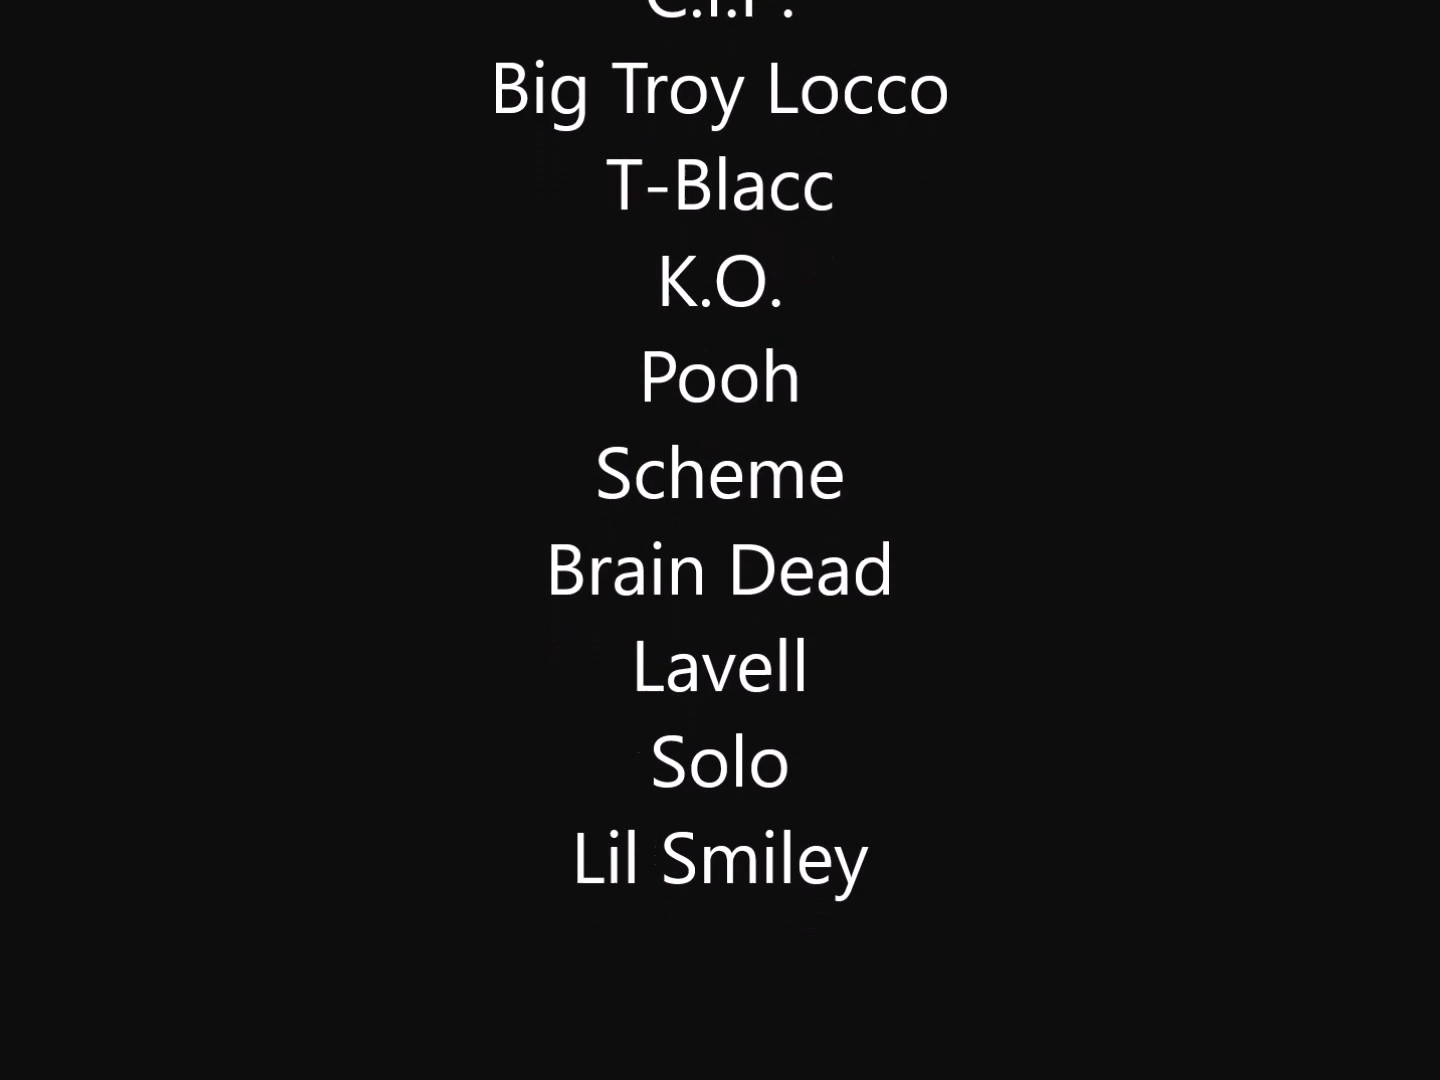 Big Troy Locco
T-Blacc
K.O.
Pooh
Scheme
Brain Dead
Lavell
Solo
Lil Smiley